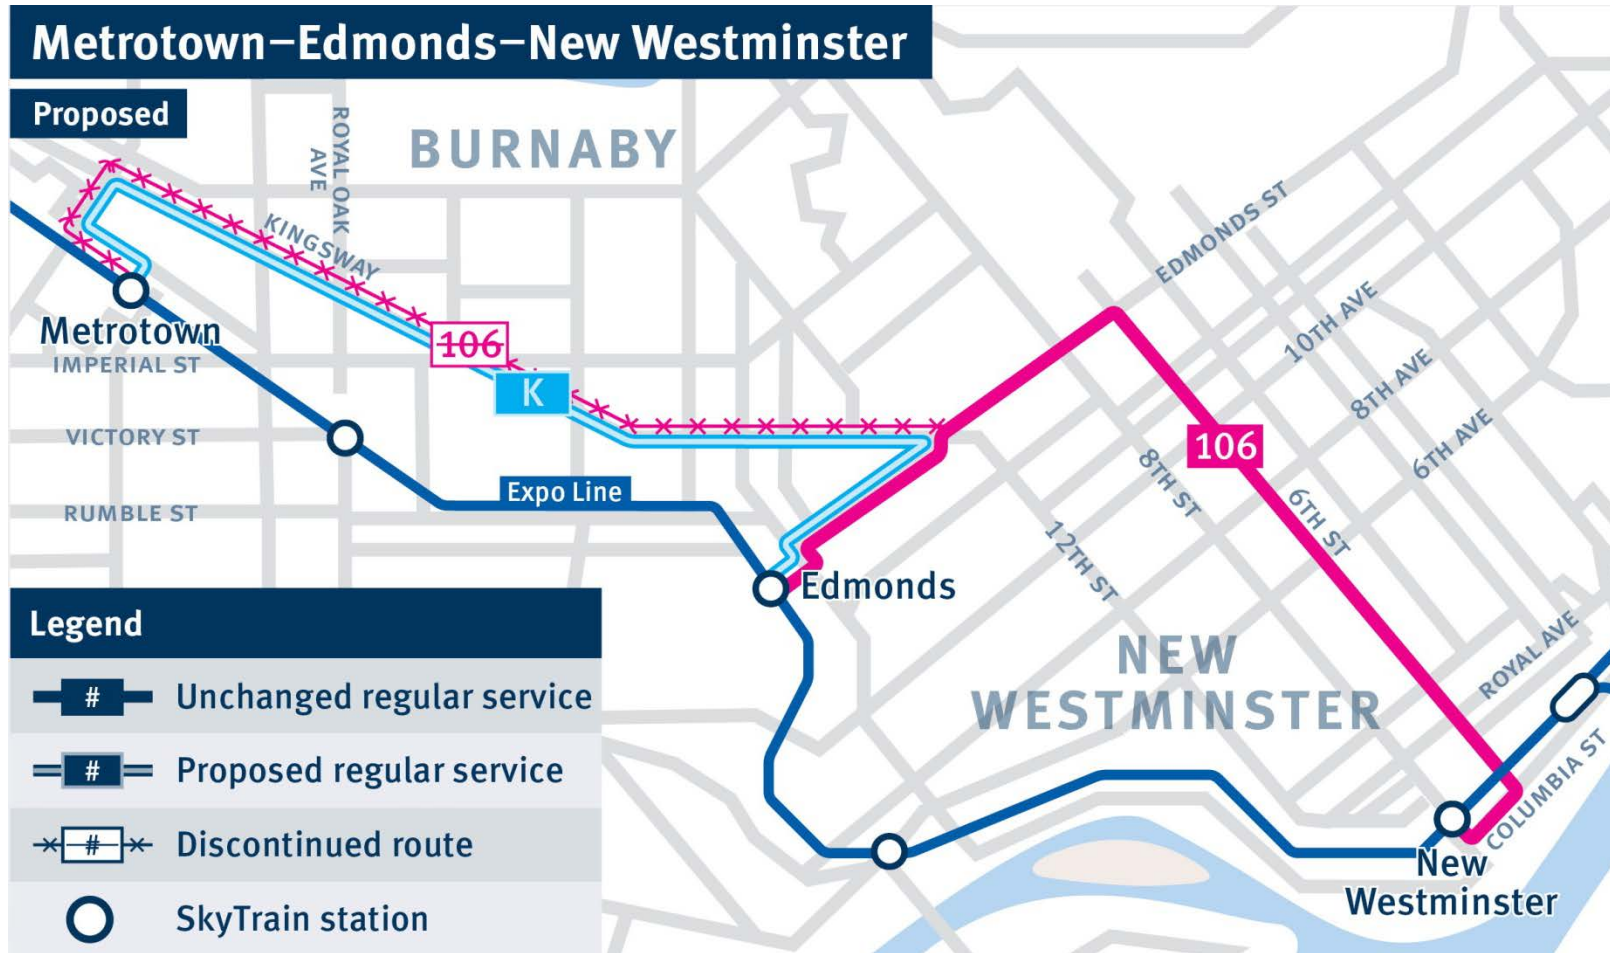 Metrotown–Edmonds–New Westminster
Proposed
BURNABY
ROYAL OAK
AVE
KINGSWAY
EDMONDS ST
Metrotown
IMPERIAL ST
106
K
10TH AVE
8TH AVE
6TH AVE
106
VICTORY ST
Expo Line
RUMBLE ST
8TH ST
6TH ST
12TH ST
Edmonds
NEW
WESTMINSTER
ROYAL AVE
COLUMBIA ST
New
Westminster
Legend
# Unchanged regular service
# Proposed regular service
# Discontinued route
SkyTrain station